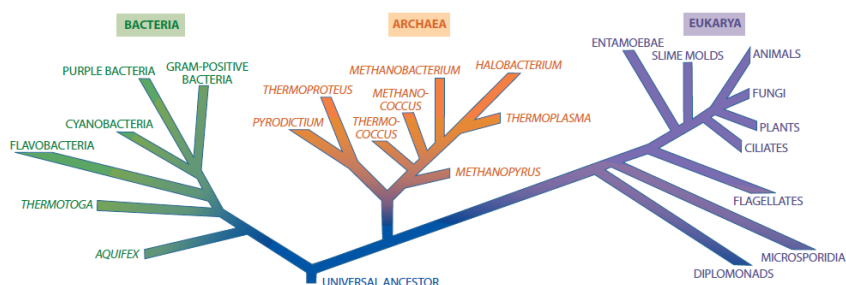 BACTERIA
ARCHAEA
EUKARYA
ENTAMOEBAE
SLIME MOLDS
ANIMALS
PURPLE BACTERIA
GRAM-POSITIVE
BACTERIA
METHANOBACTERIUM
HALOBACTERIUM
THERMOPROTEUS
METHANO-
COCCUS
FUNGI
CYANOBACTERIA
PYRODICTIUM
THERMO-
COCCUS
THERMOPLASMA
PLANTS
FLAVOBACTERIA
CILIATES
METHANOPYRUS
THERMOTOGA
FLAGELLATES
AQUIFEX
MICROSPORIDIA
DIPLOMONADS
UNIVERSAL ANCESTOR